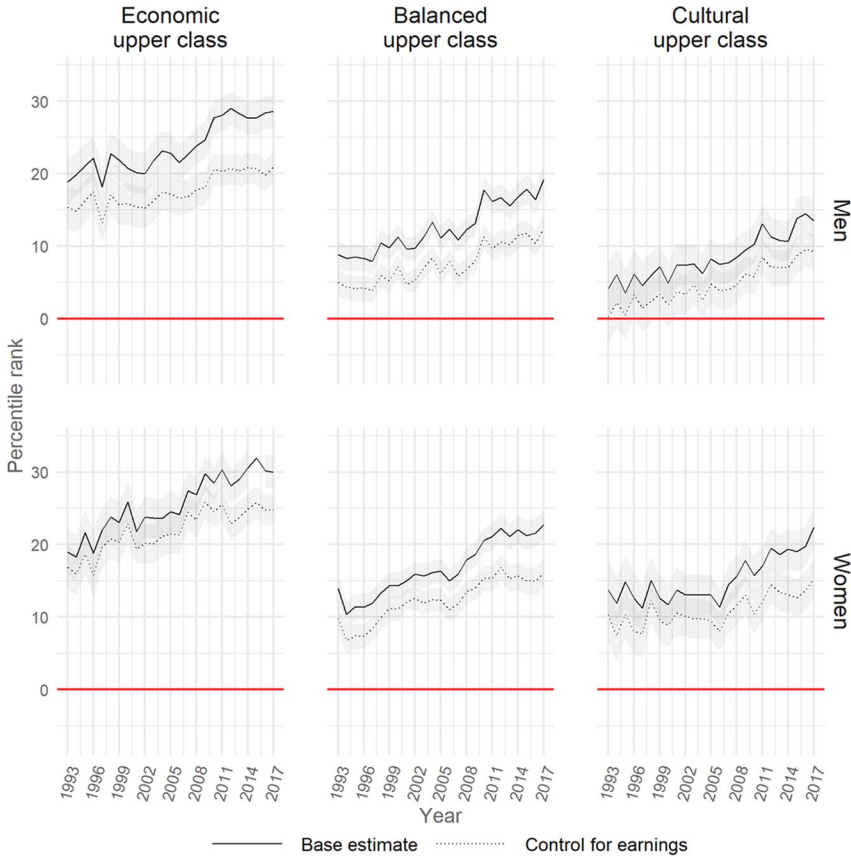 Economic
upper class
Balanced
upper class
Cultural
upper class
30
20
10
0
Men
30
20
10
0
Women
Percentile rank
1993 1996 1999 2002 2005 2008 2011 2014 2017
1993 1996 1999 2002 2005 2008 2011 2014 2017
1993 1996 1999 2002 2005 2008 2011 2014 2017
Year
Base estimate
Control for earnings